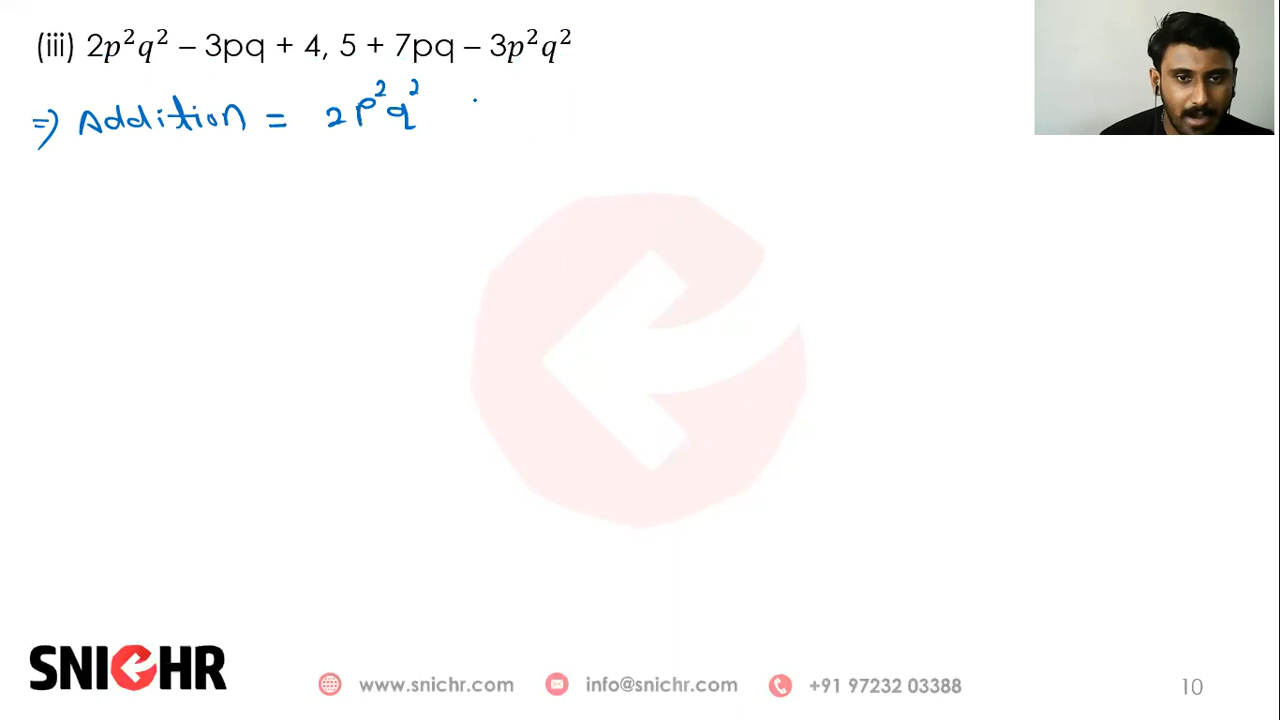 (iii) 2p²q² – 3pq + 4, 5 + 7pq – 3p²q²
⇒ Addition = 2p²q²
SNICHR
www.snichr.com info@snichr.com +91 97232 03388 10